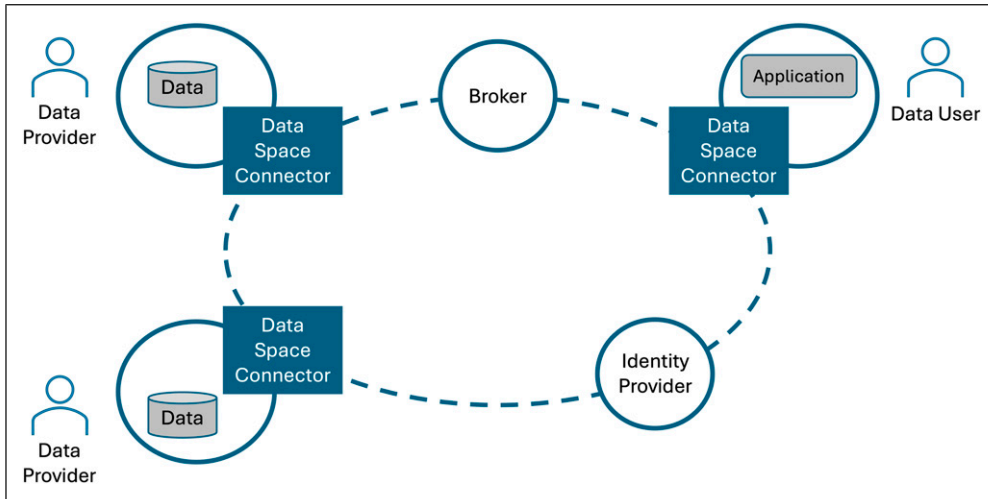 Data
Provider
Data
Data
Space
Connector
Broker
Application
Data
Space
Connector
Data User
Data
Space
Connector
Data
Data
Provider
Identity
Provider